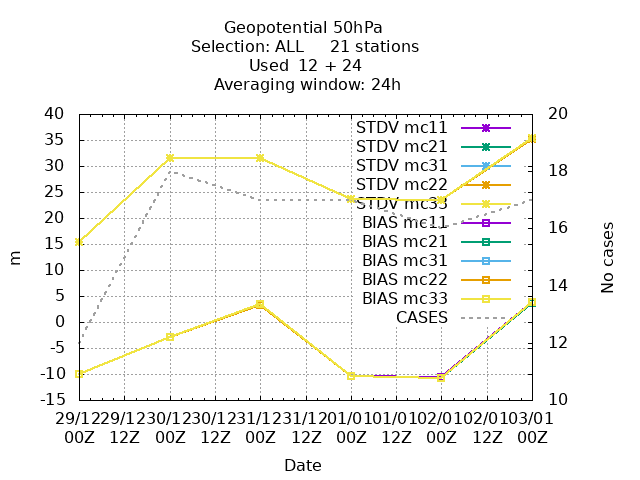 Geopotential 50hPa
Selection: ALL 21 stations
Used 12 + 24
Averaging window: 24h
40
35
30
25
20
15
10
5
0
-5
-10
-15
m
20
18
16
14
12
10
No cases
STDV mc11
STDV mc21
STDV mc31
STDV mc22
STDV mc33
BIAS mc11
BIAS mc21
BIAS mc31
BIAS mc22
BIAS mc33
CASES
29/12 29/12 30/12 30/12 31/12 31/12 01/01 01/01 02/01 02/01 03/01
00Z 12Z 00Z 12Z 00Z 12Z 00Z 12Z 00Z 12Z 00Z
Date